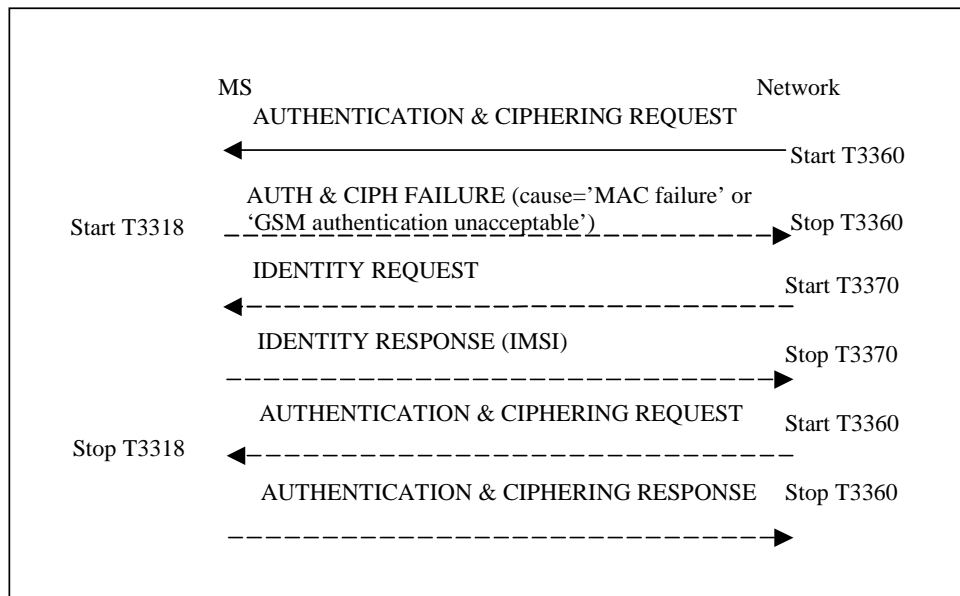 MS Network
AUTHENTICATION & CIPHERING REQUEST
Start T3360
AUTH & CIPH FAILURE (cause=’MAC failure’ or
‘GSM authentication unacceptable’)
Start T3318
Stop T3360
IDENTITY REQUEST
Start T3370
IDENTITY RESPONSE (IMSI)
Stop T3370
AUTHENTICATION & CIPHERING REQUEST
Start T3360
Stop T3318
AUTHENTICATION & CIPHERING RESPONSE
Stop T3360